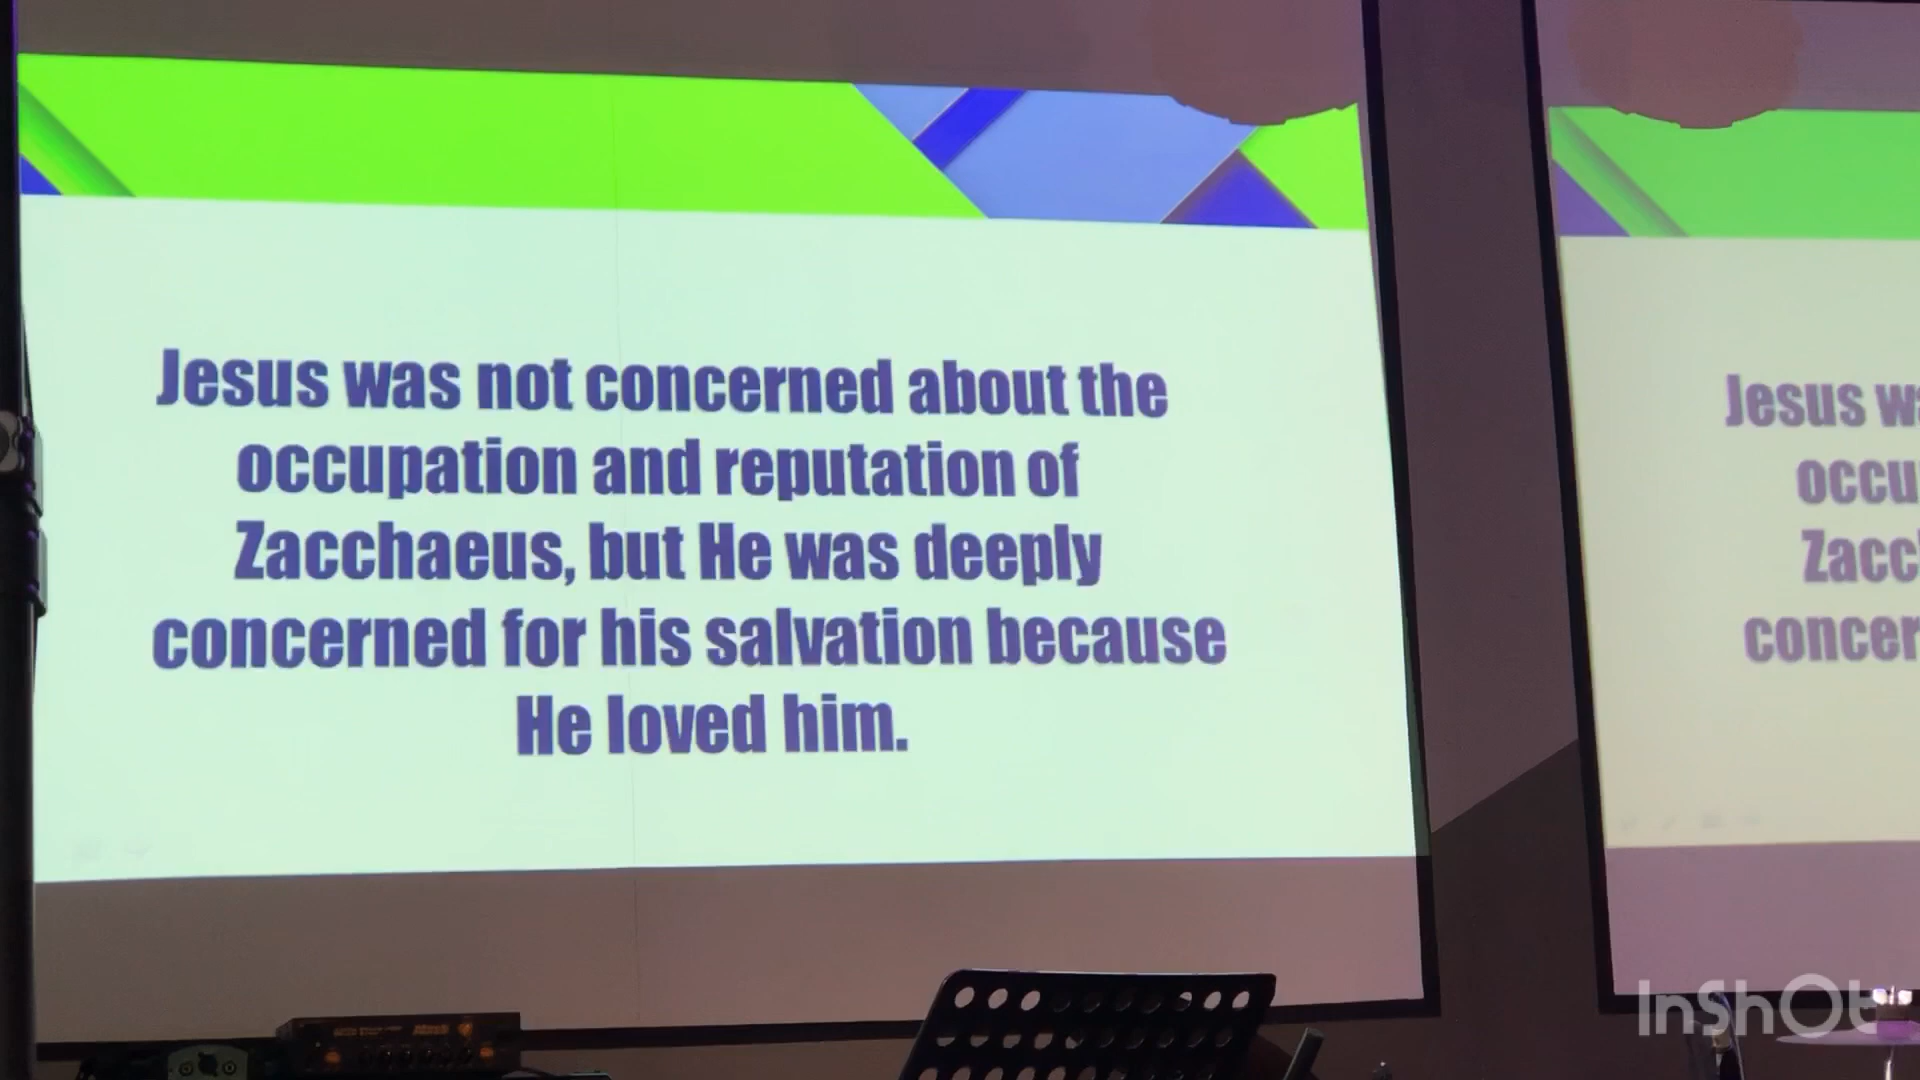 Jesus was not concerned about the
occupation and reputation of
Zacchaeus, but He was deeply
concerned for his salvation because
He loved him.
Jesus
occu
Zacc
concer
InShOt